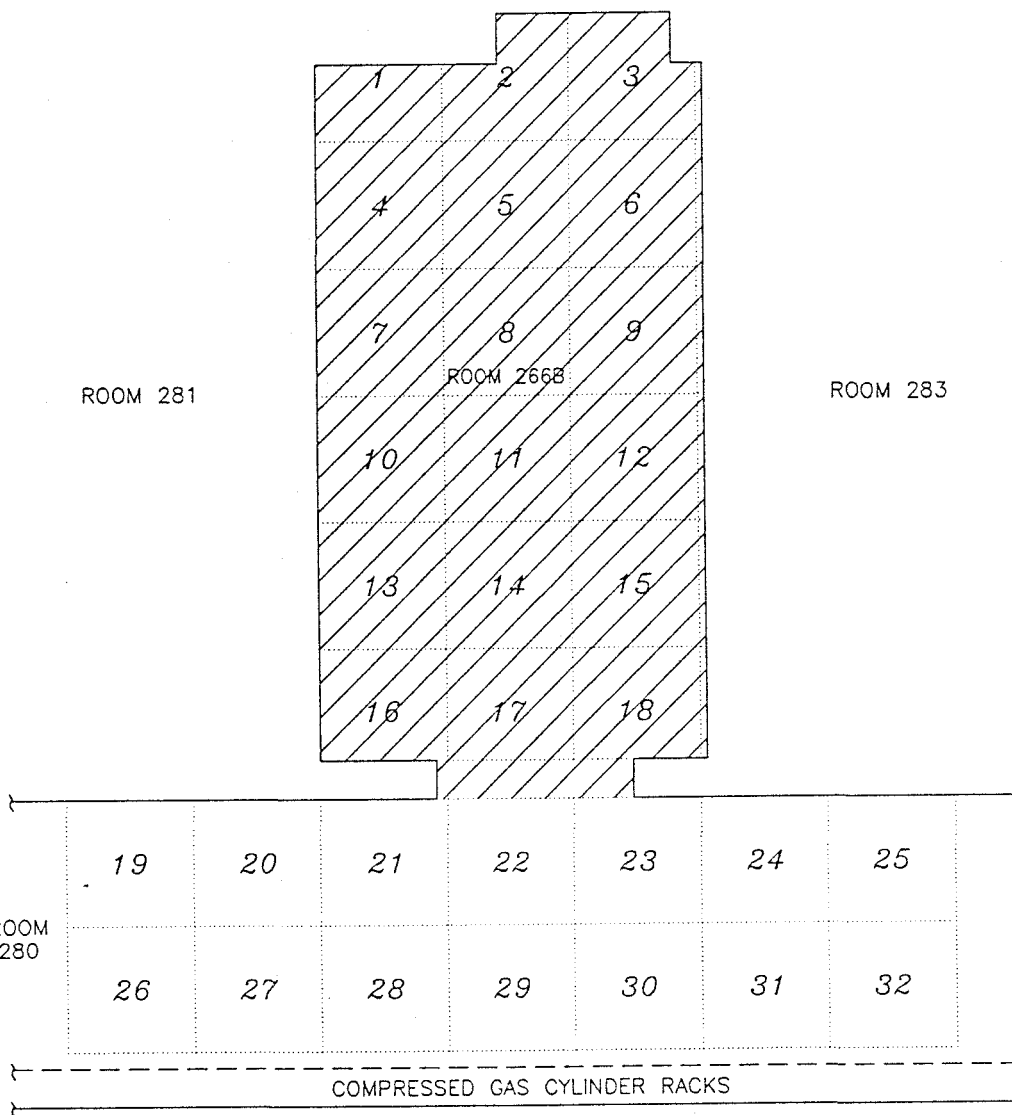 1 2 3
4 5 6
7 8 9
ROOM 266B
ROOM 281
ROOM 283
10 11 12
13 14 15
16 17 18
19 20 21 22 23 24 25
ROOM
280
26 27 28 29 30 31 32
COMPRESSED GAS CYLINDER RACKS